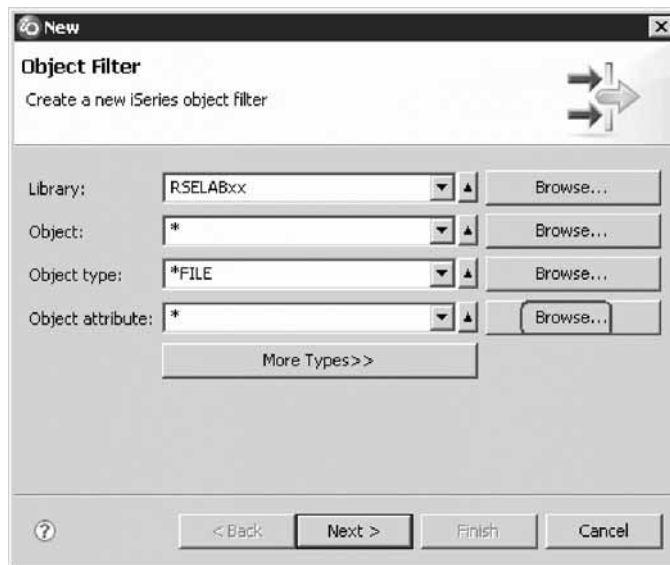 New
Object Filter
Create a new iSeries object filter
Library: RSELABxx Browse...
Object: * Browse...
Object type: *FILE Browse...
Object attribute: * Browse...
More Types>>
< Back Next > Finish Cancel